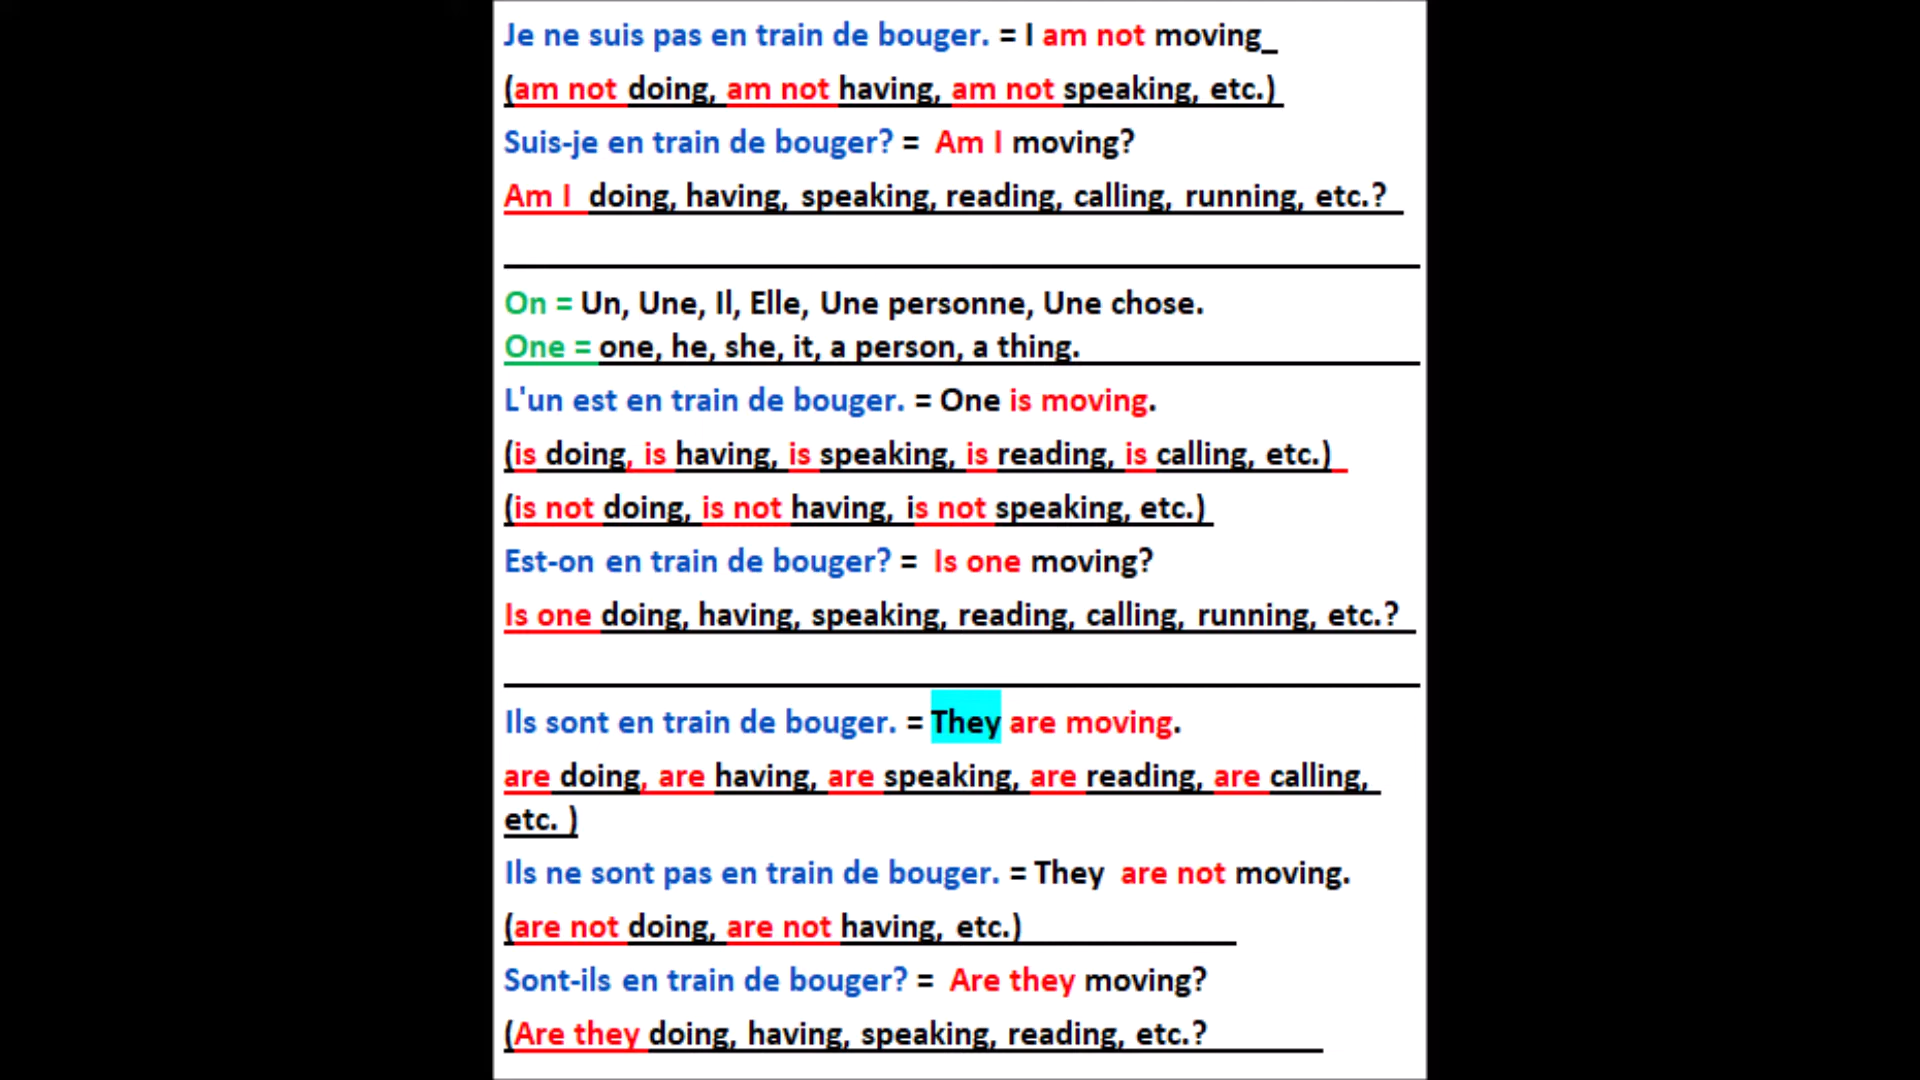 Je ne suis pas en train de bouger. = I am not moving_
(am not doing, am not having, am not speaking, etc.)
Suis-je en train de bouger? = Am I moving?
Am I doing, having, speaking, reading, calling, running, etc.?
On = Un, Une, Il, Elle, Une personne, Une chose.
One = one, he, she, it, a person, a thing.
L'un est en train de bouger. = One is moving.
(is doing, is having, is speaking, is reading, is calling, etc.)
(is not doing, is not having, is not speaking, etc.)
Est-on en train de bouger? = Is one moving?
Is one doing, having, speaking, reading, calling, running, etc.?
Ils sont en train de bouger. = They are moving.
are doing, are having, are speaking, are reading, are calling,
etc. )
Ils ne sont pas en train de bouger. = They are not moving.
(are not doing, are not having, etc.)
Sont-ils en train de bouger? = Are they moving?
(Are they doing, having, speaking, reading, etc.?